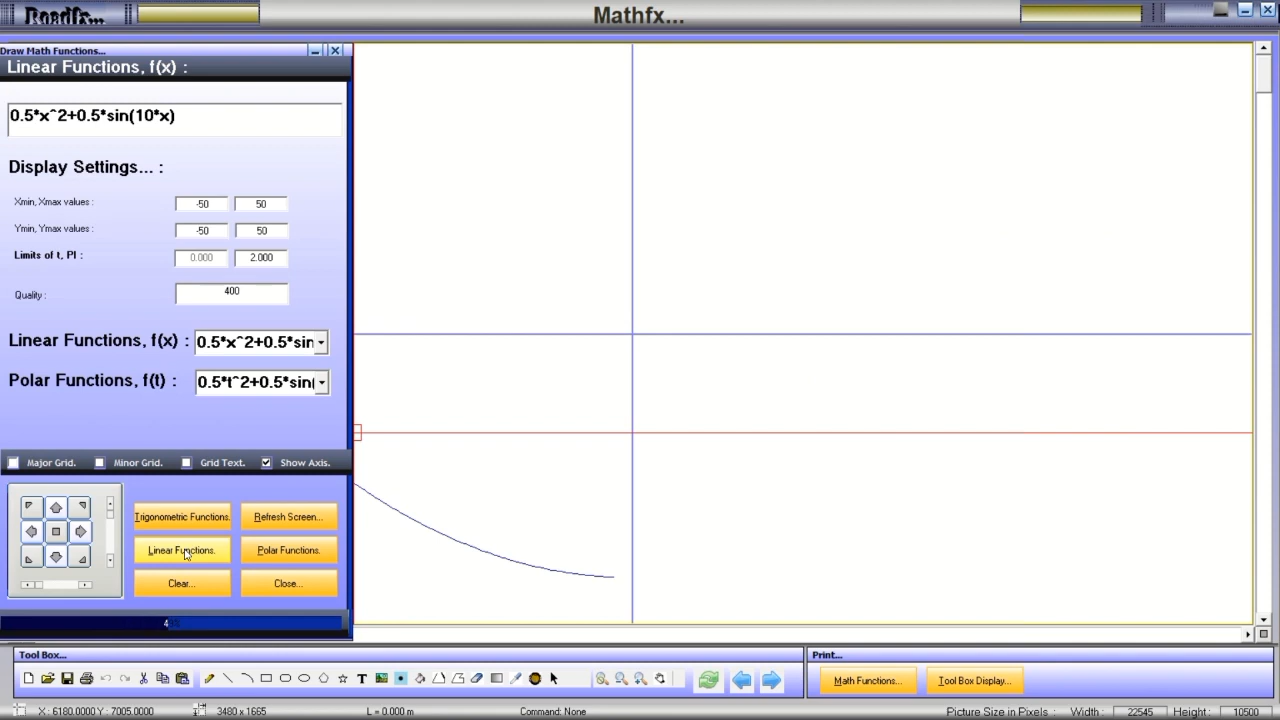 Roadfx...
Mathfx...
Draw Math Functions...
Linear Functions, f(x) :
0.5*x^2+0.5*sin(10*x)
Display Settings... :
Xmin, Xmax values : -50 50
Ymin, Ymax values : -50 50
Limits of t, PI : 0.000 2.000
Quality : 400
Linear Functions, f(x) : 0.5*x^2+0.5*sin
Polar Functions, f(t) : 0.5*t^2+0.5*sin(
Major Grid. Minor Grid. Grid Text. Show Axis.
Trigonometric Functions. Refresh Screen...
Linear Functions. Polar Functions.
Clear... Close...
Tool Box... Print...
Math Functions... Tool Box Display...
X : 6180.0000 Y : 7005.0000 3480 x 1665 L = 0.000 m Command: None Picture Size in Pixels : Width : 22545 Height : 10500